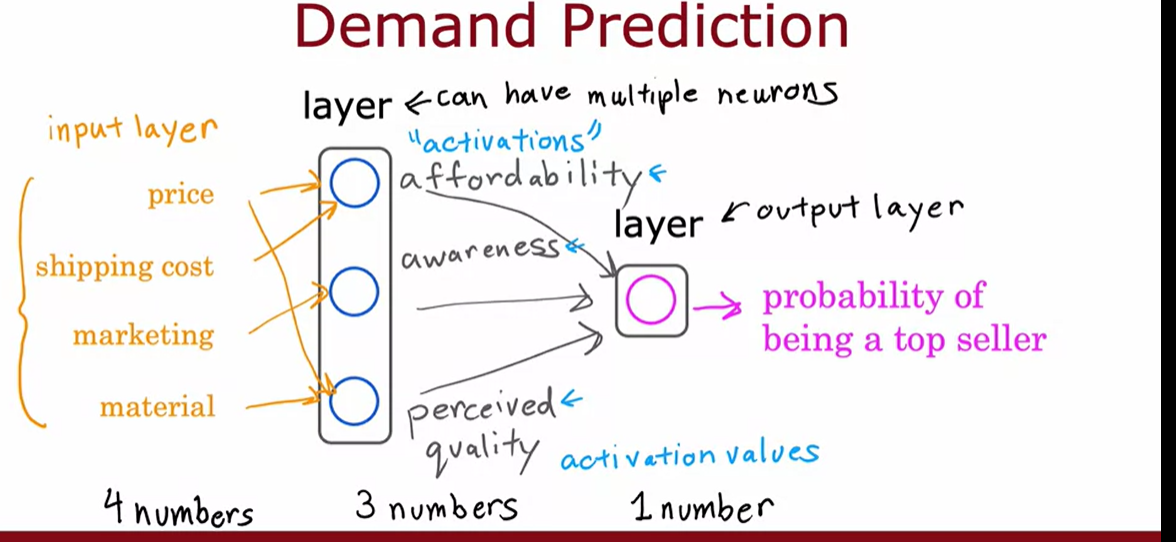 Demand Prediction
layer ← can have multiple neurons
input layer
"activations"
price
affordability ←
layer ← output layer
shipping cost
awareness ←
probability of
being a top seller
marketing
material
perceived ←
quality
activation values
4 numbers
3 numbers
1 number